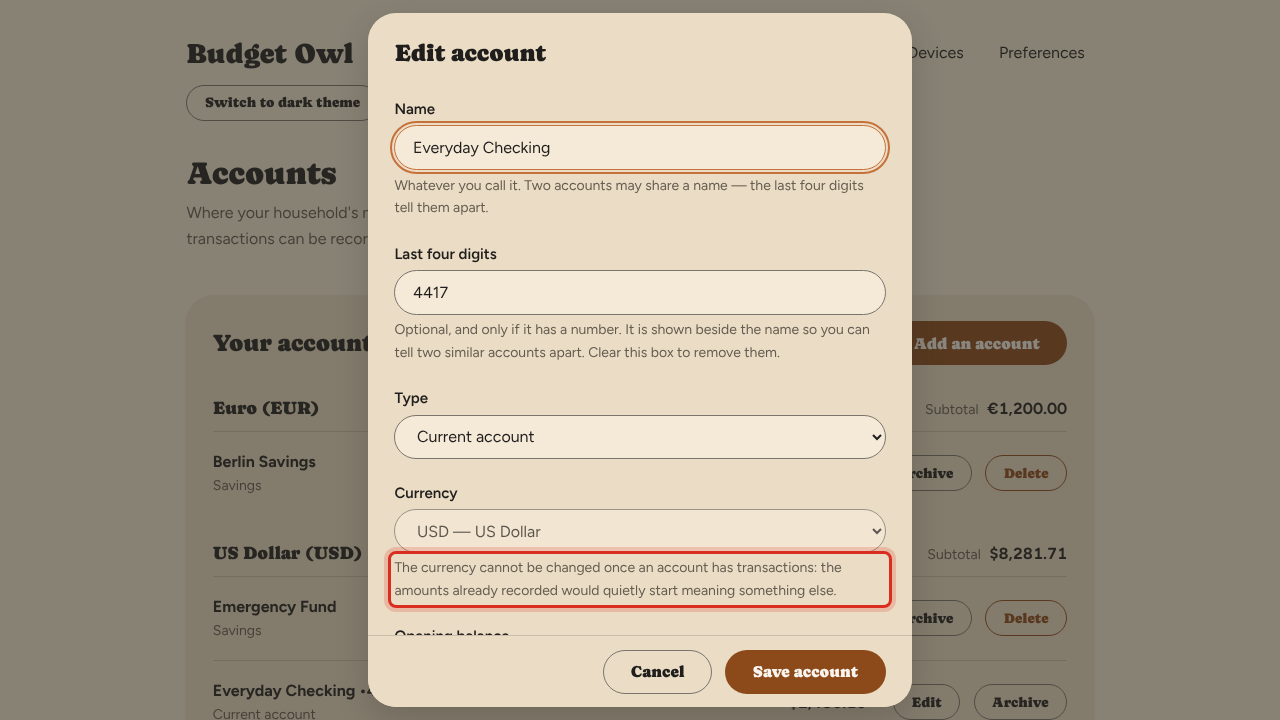 Budget Owl
Devices
Preferences
Switch to dark theme
Accounts
Where your household's
transactions can be
Your account
Add an account
Euro (EUR)
Subtotal €1,200.00
Berlin Savings
Savings
Delete
US Dollar (USD)
Subtotal $8,281.71
Emergency Fund
Savings
Delete
Everyday Checking
Current account
Edit
Archive
Edit account
Name
Everyday Checking
Whatever you call it. Two accounts may share a name — the last four digits
tell them apart.
Last four digits
4417
Optional, and only if it has a number. It is shown beside the name so you can
tell two similar accounts apart. Clear this box to remove them.
Type
Current account
Currency
USD — US Dollar
The currency cannot be changed once an account has transactions: the
amounts already recorded would quietly start meaning something else.
Opening balance
Cancel
Save account